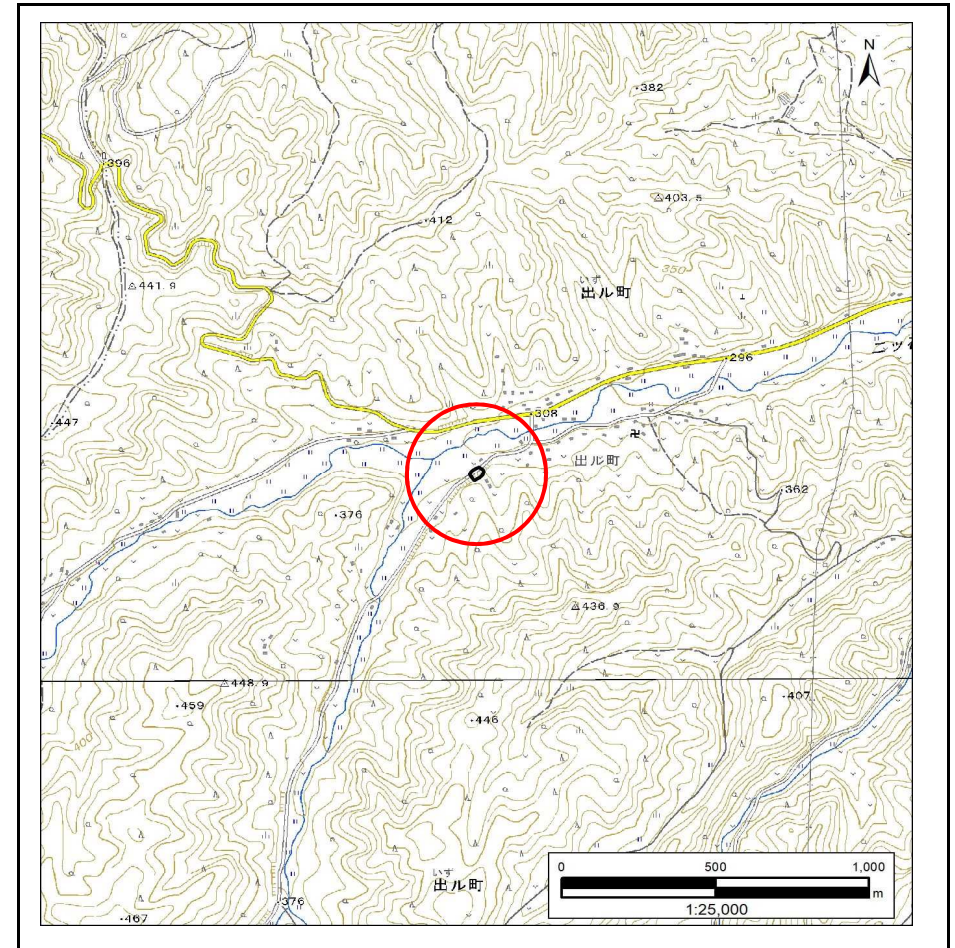 N
・382
・396
△403.5
・412
350
いず
出ル町
△441.9
・296
・308
・447
卍
出ル町
・362
・376
△436.9
△448.9
・407
・459
・446
400
いず
出ル町
0 500 1,000
m
1:25,000
・376
・467